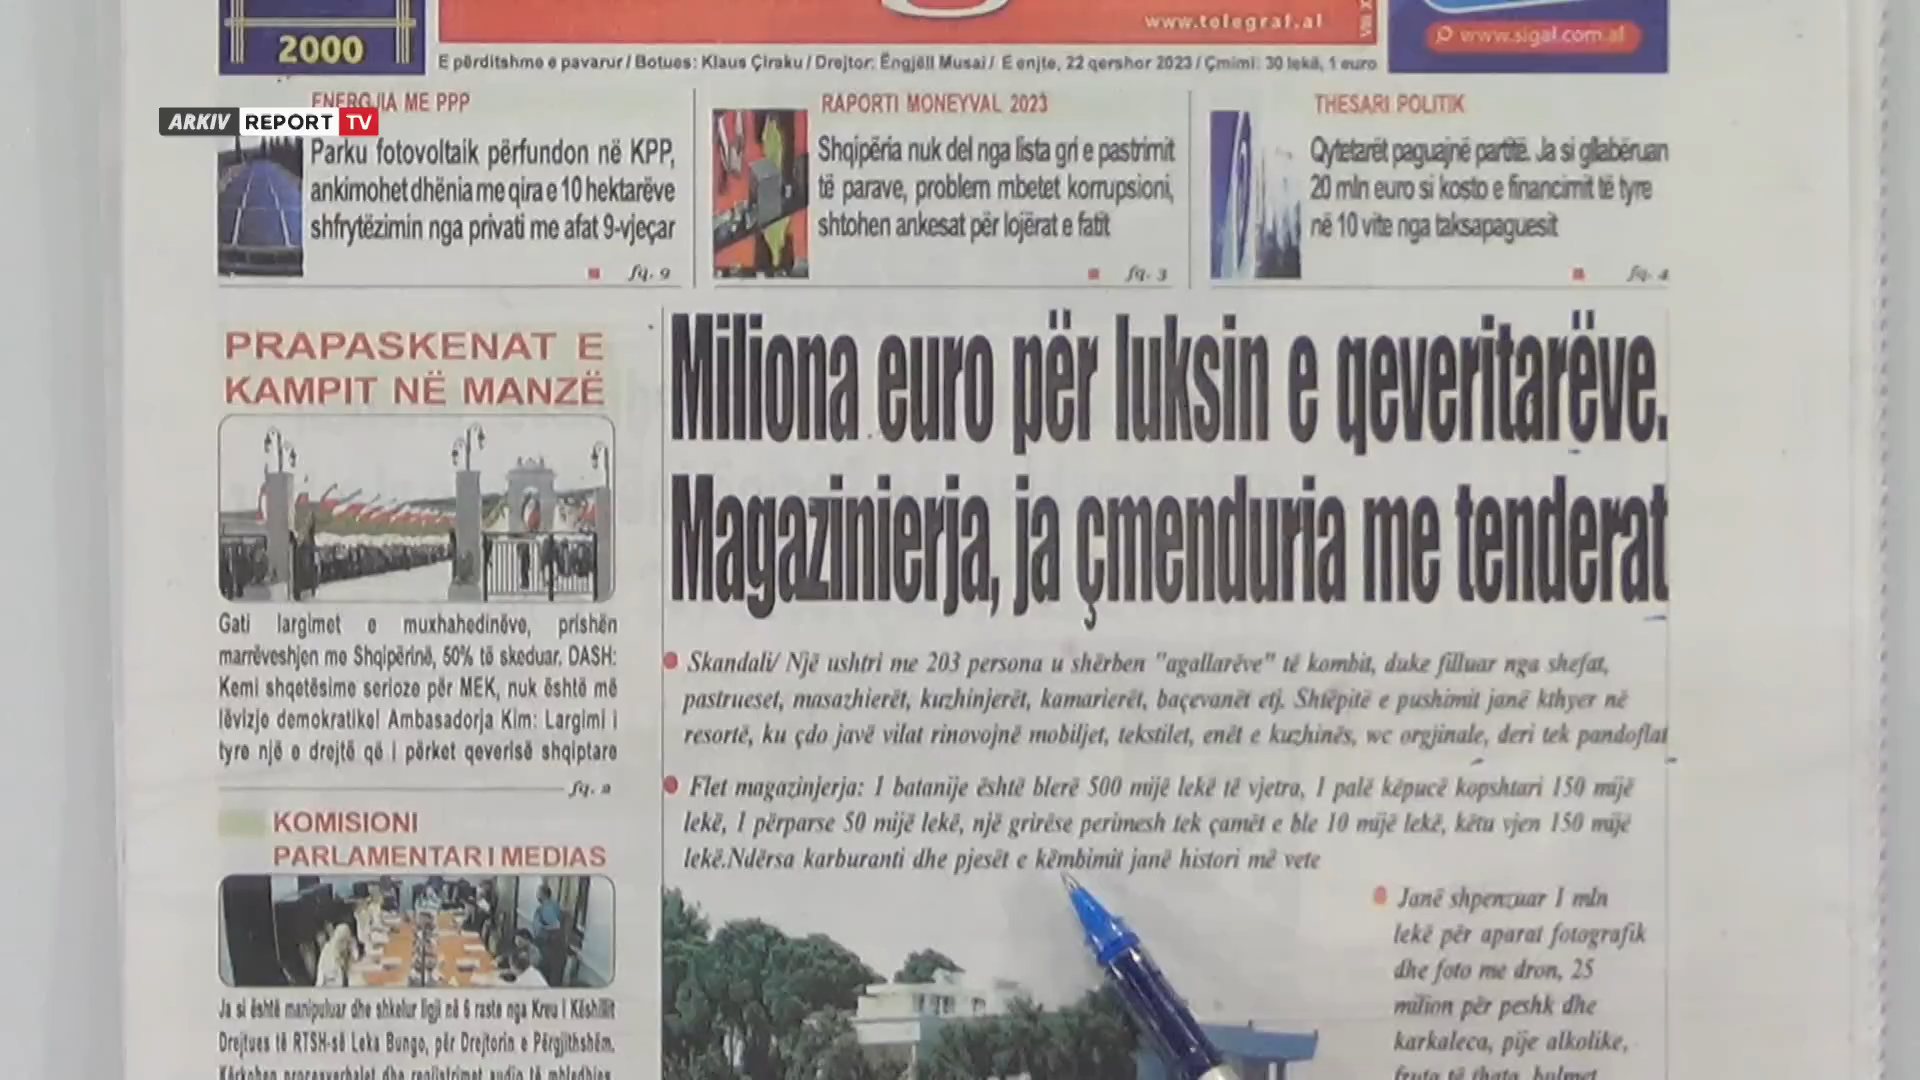 2000
www.telegraf.al
www.sigal.com.al
E përditshme e pavarur / Botues: Klaus Çiraku / Drejtor: Ëngjëll Musai / E enjte, 22 qershor 2023 / Çmimi: 30 lekë, 1 euro
ARKIV REPORT TV
ENERGJIA ME PPP
Parku fotovoltaik përfundon në KPP,
ankimohet dhënia me qira e 10 hektarëve
shfrytëzimin nga privati me afat 9-vjeçar
fq. 9
RAPORTI MONEYVAL 2023
Shqipëria nuk del nga lista gri e pastrimit
të parave, problem mbetet korrupsioni,
shtohen ankesat për lojërat e fatit
fq. 3
THESARI POLITIK
Qytetarët paguajnë partitë. Ja si gllabëruan
20 mln euro si kosto e financimit të tyre
në 10 vite nga taksapaguesit
fq. 4
PRAPASKENAT E
KAMPIT NË MANZË
Gati largimet e muxhahedinëve, prishën
marrëveshjen me Shqipërinë, 50% të skeduar. DASH:
Kemi shqetësime serioze për MEK, nuk është më
lëvizje demokratike! Ambasadorja Kim: Largimi i
tyre një e drejtë që i përket qeverisë shqiptare
fq. 2
KOMISIONI
PARLAMENTAR I MEDIAS
Ja si është manipuluar dhe shkelur ligji në 6 raste nga Kreu i Këshillit
Drejtues të RTSH-së Leka Bungo, për Drejtorin e Përgjithshëm.
Kërkohen procesverbalet dhe regjistrimet audio të mbledhjes
Miliona euro për luksin e qeveritarëve.
Magazinierja, ja çmenduria me tenderat
Skandali/ Një ushtri me 203 persona u shërben "agallarëve" të kombit, duke filluar nga shefat,
pastrueset, masazhierët, kuzhinjerët, kamarierët, baçevanët etj. Shtëpitë e pushimit janë kthyer në
resortë, ku çdo javë vilat rinovojnë mobiljet, tekstilet, enët e kuzhinës, wc orgjinale, deri tek pandoflat
Flet magazinjerja: 1 batanije është blerë 500 mijë lekë të vjetra, 1 palë këpucë kopshtari 150 mijë
lekë, 1 përparse 50 mijë lekë, një grirëse perimesh tek çamët e ble 10 mijë lekë, këtu vjen 150 mijë
lekë.Ndërsa karburanti dhe pjesët e këmbimit janë histori më vete
Janë shpenzuar 1 mln
lekë për aparat fotografik
dhe foto me dron, 25
milion për peshk dhe
karkaleca, pije alkolike,
fruta të thata, bulmet